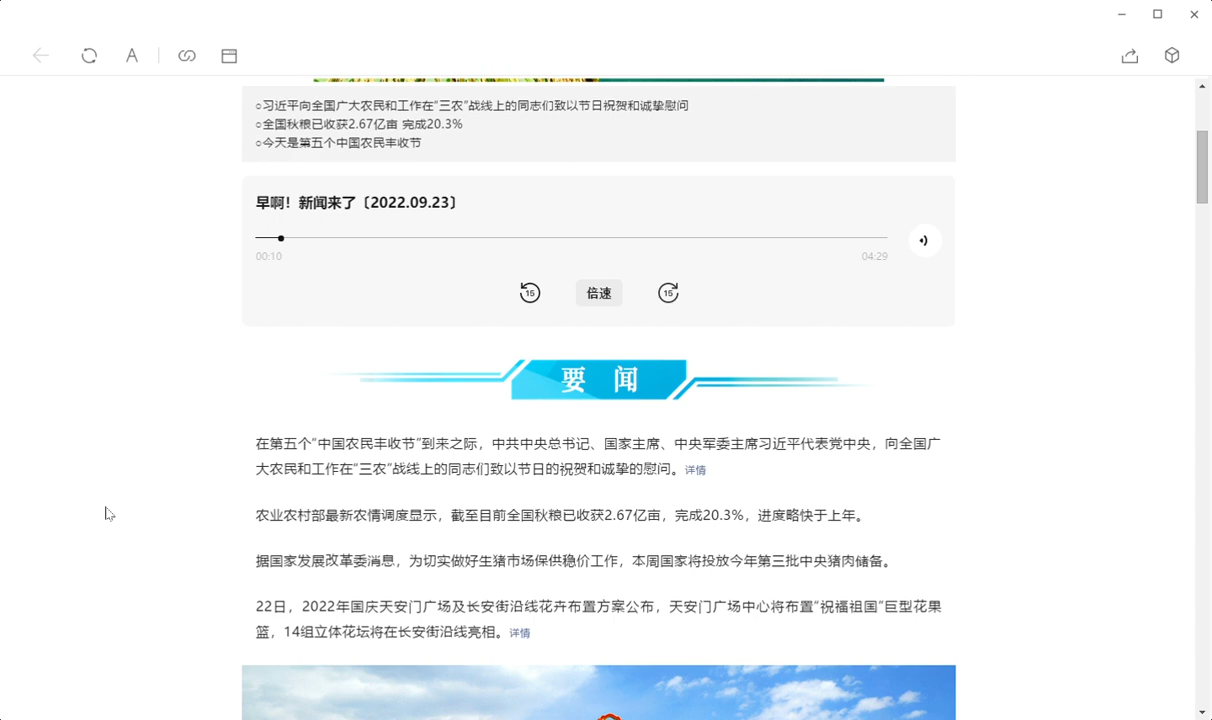 ○习近平向全国广大农民和工作在“三农”战线上的同志们致以节日祝贺和诚挚慰问
○全国秋粮已收获2.67亿亩 完成20.3%
○今天是第五个中国农民丰收节
早啊！新闻来了〔2022.09.23〕
00:10
04:29
15
倍速
15
要 闻
在第五个“中国农民丰收节”到来之际，中共中央总书记、国家主席、中央军委主席习近平代表党中央，向全国广
大农民和工作在“三农”战线上的同志们致以节日的祝贺和诚挚的慰问。详情
农业农村部最新农情调度显示，截至目前全国秋粮已收获2.67亿亩，完成20.3%，进度略快于上年。
据国家发展改革委消息，为切实做好生猪市场保供稳价工作，本周国家将投放今年第三批中央猪肉储备。
22日，2022年国庆天安门广场及长安街沿线花卉布置方案公布，天安门广场中心将布置“祝福祖国”巨型花果
篮，14组立体花坛将在长安街沿线亮相。详情